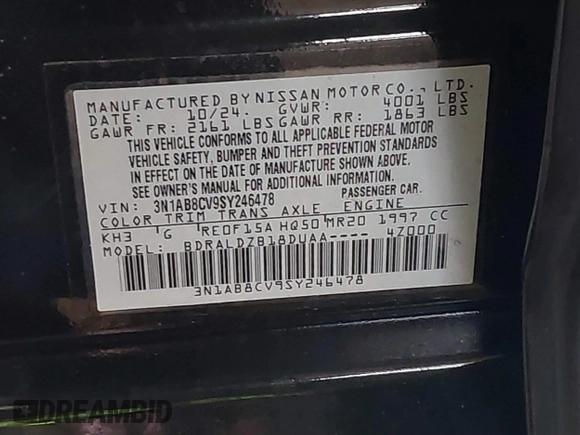 MANUFACTURED BY NISSAN MOTOR CO., LTD.
DATE: 10/24. GVWR: 4001 LBS
GAWR FR: 2161 LBS GAWR RR: 1863 LBS
THIS VEHICLE CONFORMS TO ALL APPLICABLE FEDERAL MOTOR
VEHICLE SAFETY, BUMPER AND THEFT PREVENTION STANDARDS
IN EFFECT ON THE DATE OF MANUFACTURE SHOWN ABOVE.
SEE OWNER'S MANUAL FOR ADDITIONAL INFORMATION.
VIN: 3N1AB8CV9SY246478 PASSENGER CAR.
COLOR TRIM TRANS AXLE ENGINE
KH3 G RE0F15A HQ50 MR20 1997 CC
MODEL: BDRALDZB18DUAA---- 4Z000
3N1AB8CV9SY246478
DREAMBID